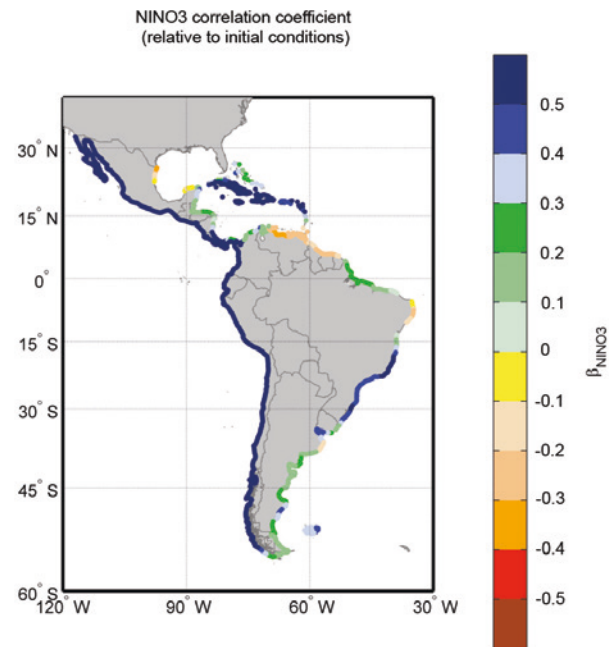 NINO3 correlation coefficient
(relative to initial conditions)
30° N
15° N
0°
15° S
30° S
45° S
60° S
120° W
90° W
60° W
30° W
0.5
0.4
0.3
0.2
0.1
0
-0.1
-0.2
-0.3
-0.4
-0.5
βNINO3